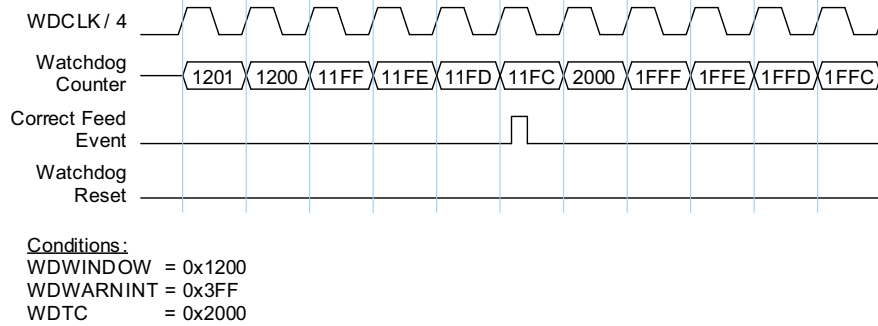 WDCLK / 4
Watchdog
Counter
1201 1200 11FF 11FE 11FD 11FC 2000 1FFF 1FFE 1FFD 1FFC
Correct Feed
Event
Watchdog
Reset
Conditions:
WDWINDOW = 0x1200
WDWARNINT = 0x3FF
WDTC = 0x2000